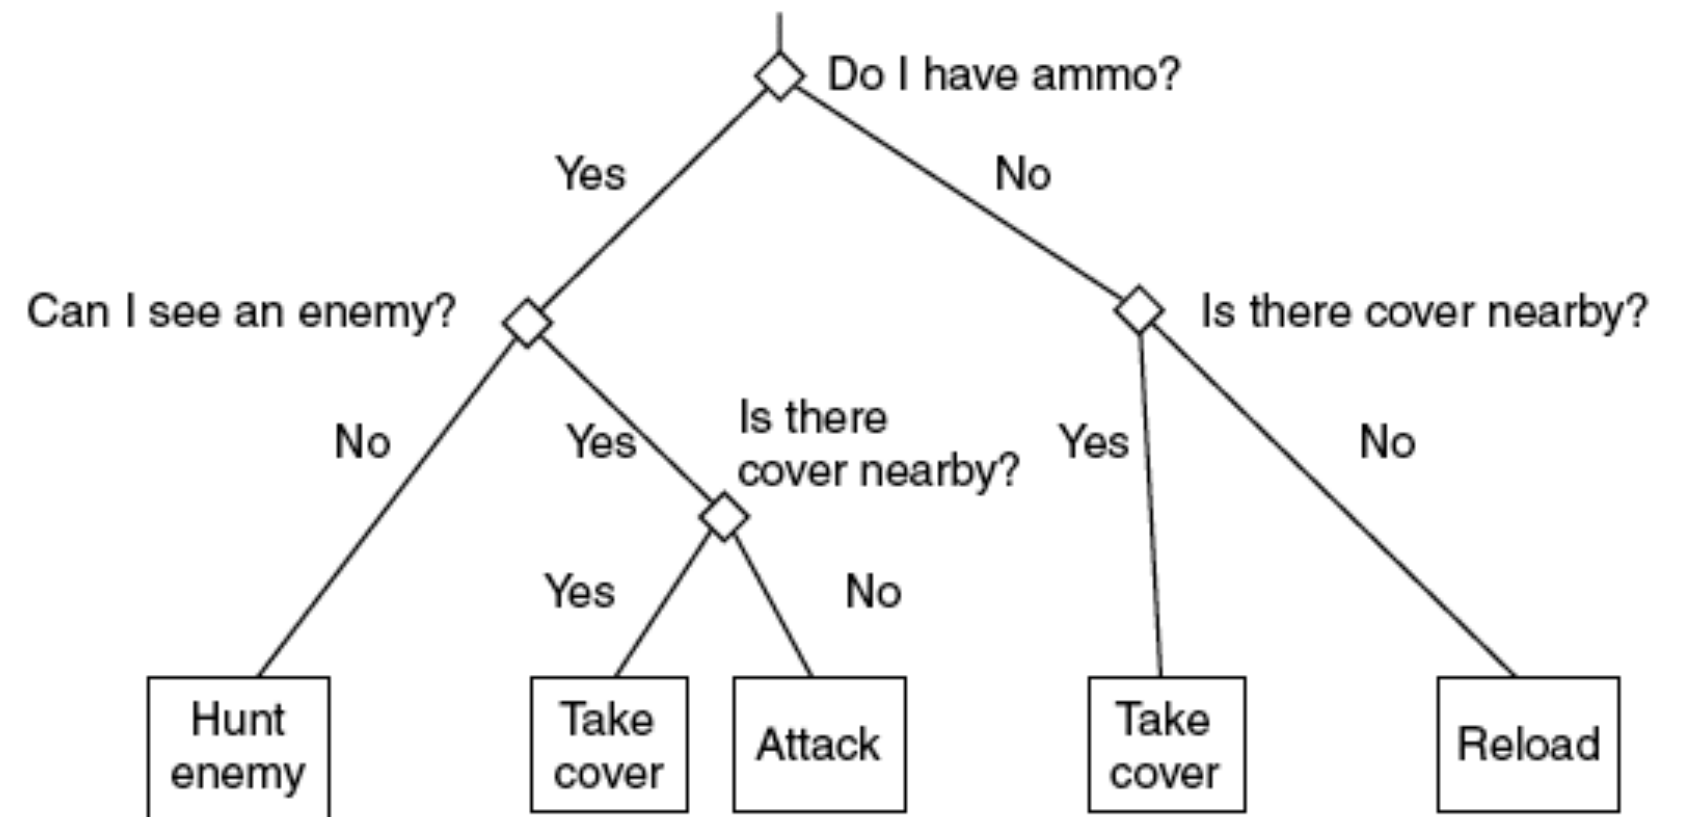 Do I have ammo?
Yes
No
Can I see an enemy?
Is there cover nearby?
No
Yes
Is there
cover nearby?
Yes
No
Yes
No
Hunt
enemy
Take
cover
Attack
Take
cover
Reload